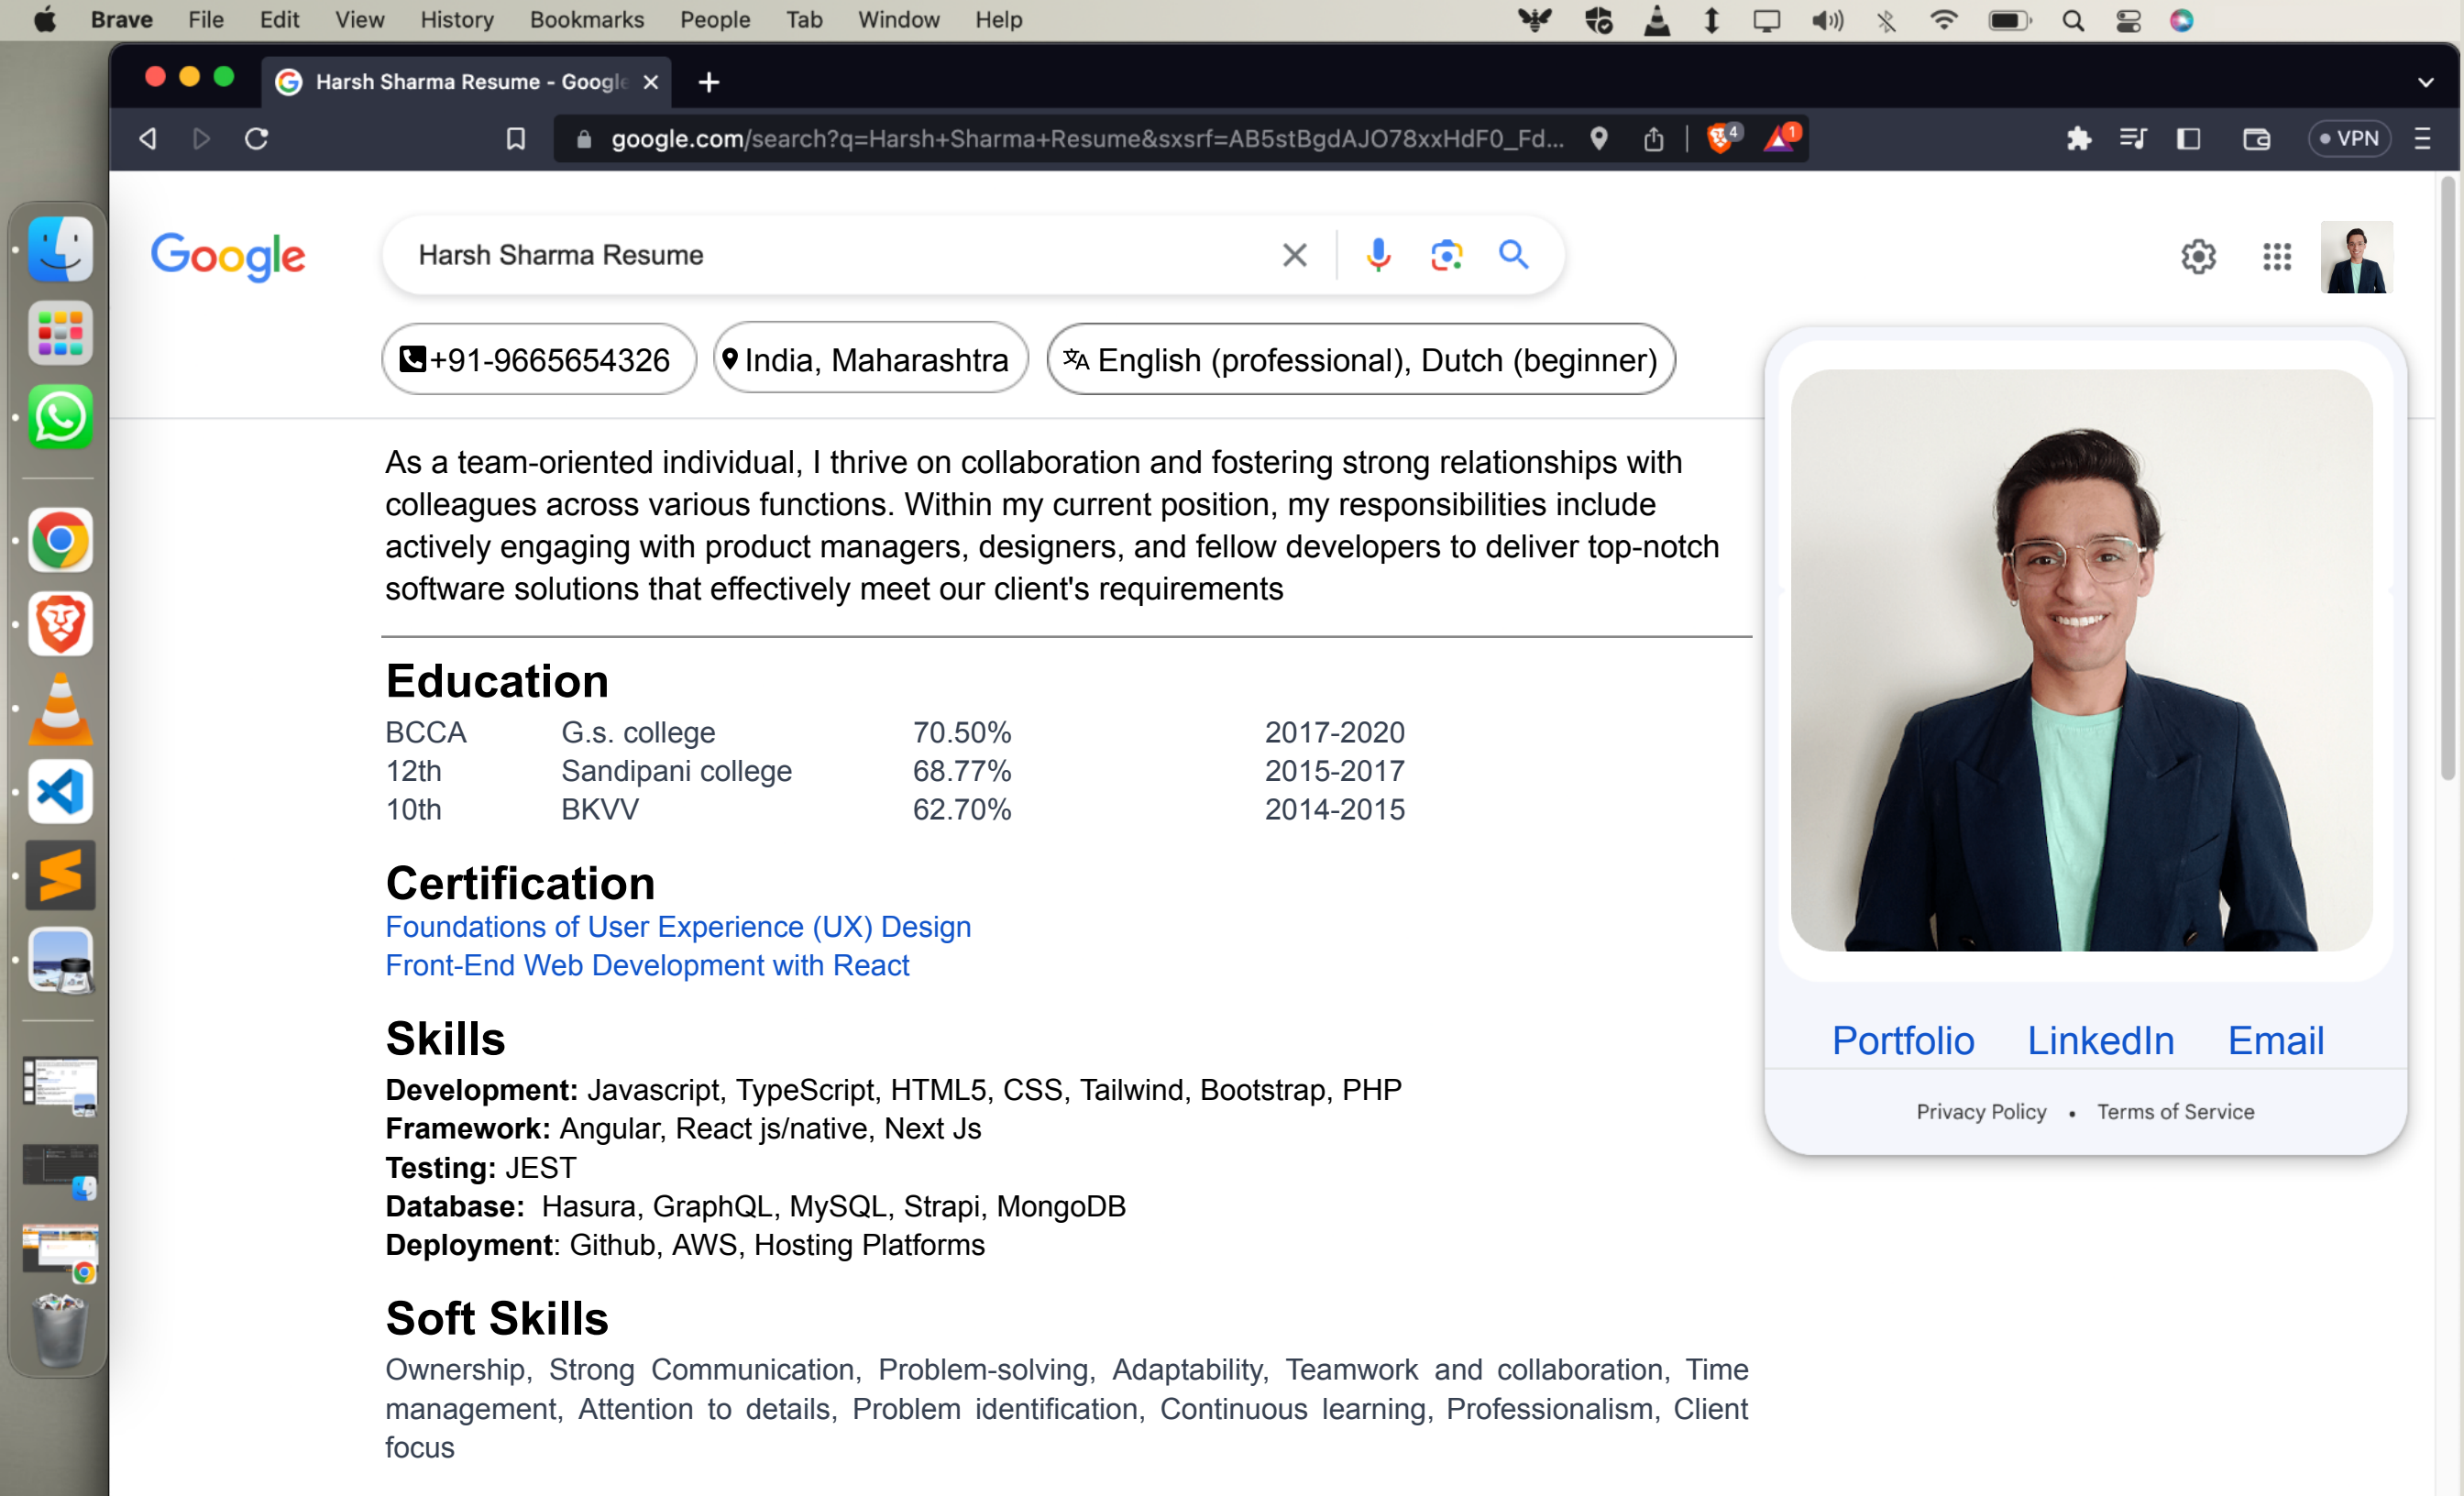 Brave File Edit View History Bookmarks People Tab Window Help
Harsh Sharma Resume - Google
google.com/search?q=Harsh+Sharma+Resume&sxsrf=AB5stBgdAJO78xxHdF0_Fd... 4 1 VPN
Google Harsh Sharma Resume
+91-9665654326 India, Maharashtra English (professional), Dutch (beginner)
As a team-oriented individual, I thrive on collaboration and fostering strong relationships with
colleagues across various functions. Within my current position, my responsibilities include
actively engaging with product managers, designers, and fellow developers to deliver top-notch
software solutions that effectively meet our client's requirements
Education
BCCA G.s. college 70.50% 2017-2020
12th Sandipani college 68.77% 2015-2017
10th BKVV 62.70% 2014-2015
Certification
Foundations of User Experience (UX) Design
Front-End Web Development with React
Skills
Development: Javascript, TypeScript, HTML5, CSS, Tailwind, Bootstrap, PHP
Framework: Angular, React js/native, Next Js
Testing: JEST
Database: Hasura, GraphQL, MySQL, Strapi, MongoDB
Deployment: Github, AWS, Hosting Platforms
Soft Skills
Ownership, Strong Communication, Problem-solving, Adaptability, Teamwork and collaboration, Time
management, Attention to details, Problem identification, Continuous learning, Professionalism, Client
focus
Portfolio LinkedIn Email
Privacy Policy • Terms of Service